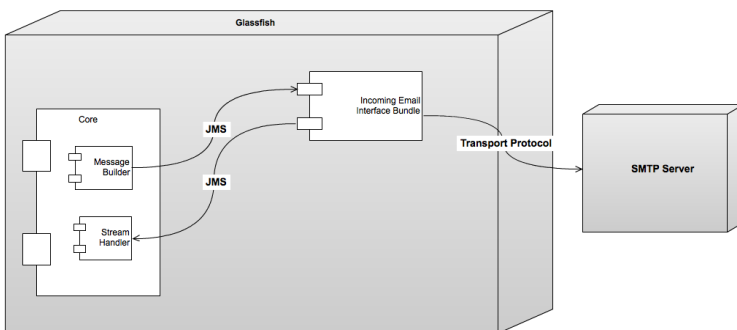 Glassfish
Core
Message
Builder
Stream
Handler
JMS
JMS
Incoming Email
Interface Bundle
Transport Protocol
SMTP Server